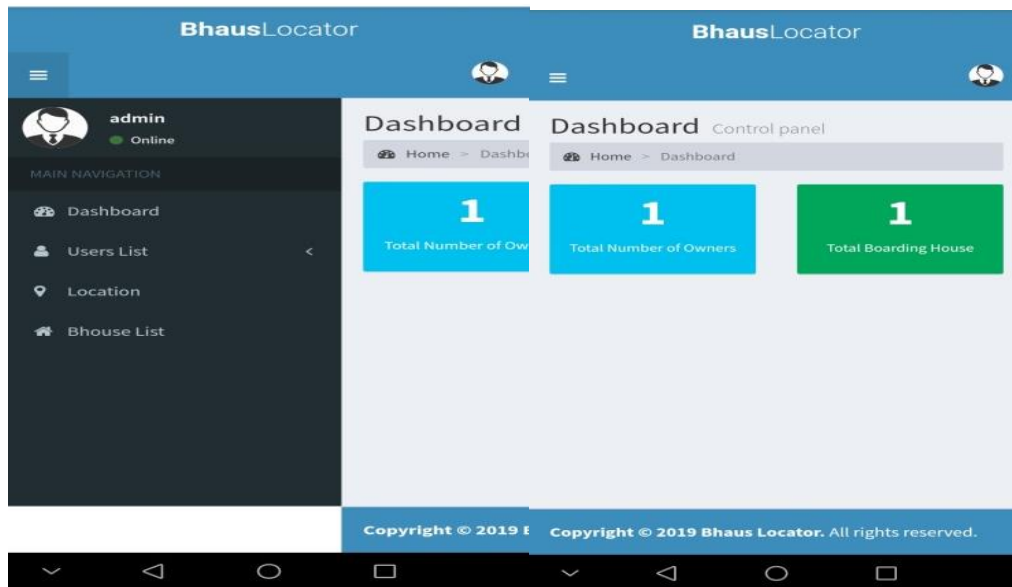 BhausLocator
admin
Online
MAIN NAVIGATION
Dashboard
Users List
Location
Bhouse List
Dashboard
Home > Dashb
1
Total Number of Ow
Copyright © 2019
BhausLocator
Dashboard Control panel
Home > Dashboard
1
Total Number of Owners
1
Total Boarding House
Copyright © 2019 Bhaus Locator. All rights reserved.